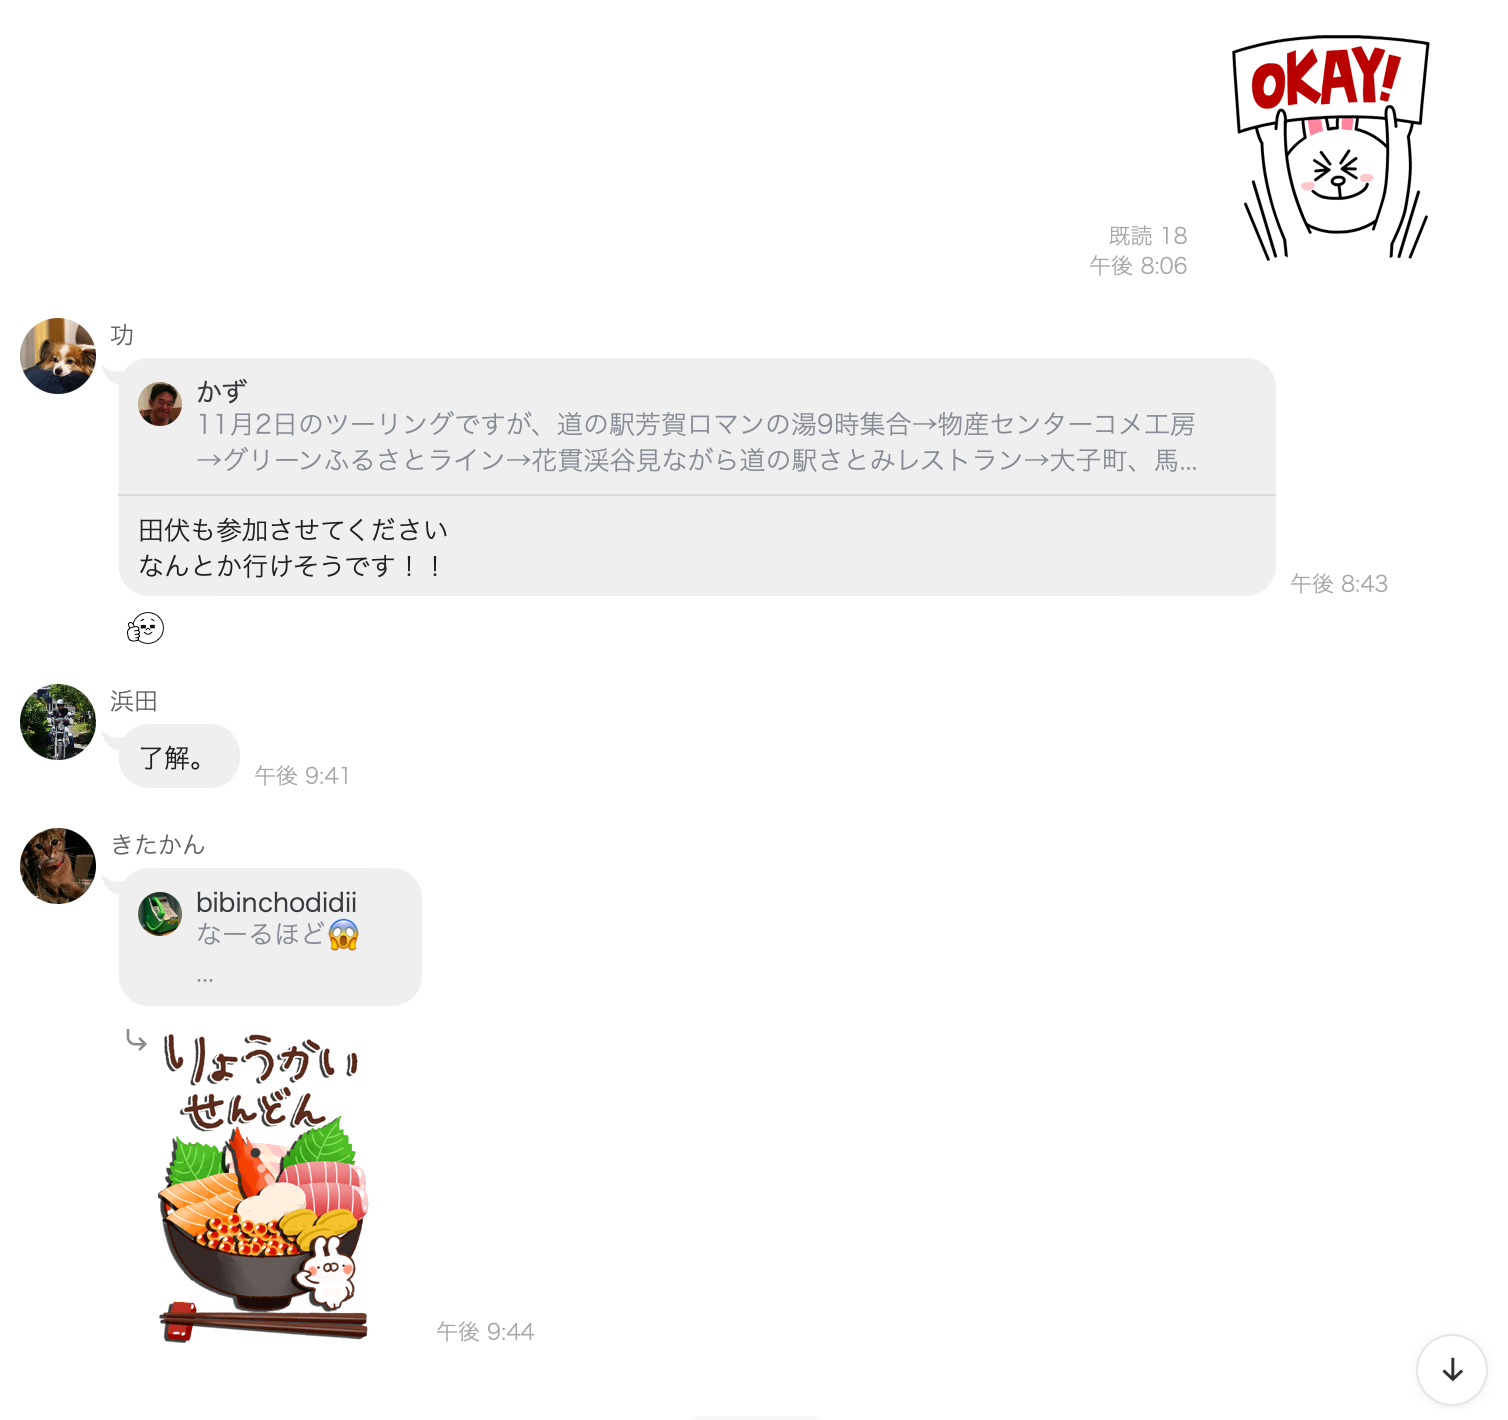 OKAY!
既読 18
午後 8:06
功
かず
11月2日のツーリングですが、道の駅芳賀ロマンの湯9時集合→物産センターコメ工房
→グリーンふるさとライン→花貫渓谷見ながら道の駅さとみレストラン→大子町、馬...
田伏も参加させてください
なんとか行けそうです！！
午後 8:43
浜田
了解。
午後 9:41
きたかん
bibinchodidii
なーるほど😱
...
りょうかい
せんどん
午後 9:44